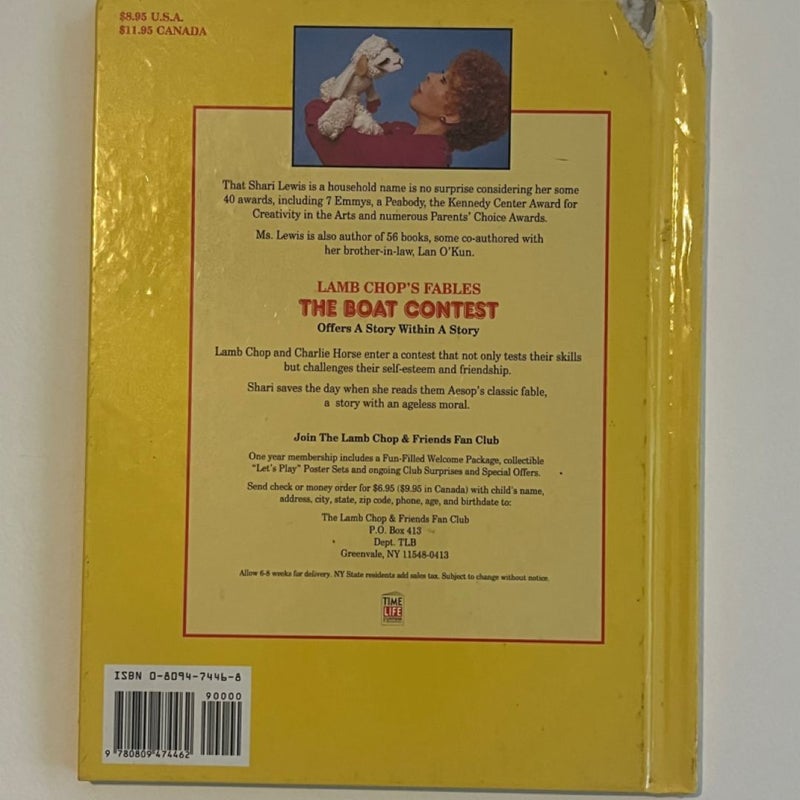 $8.95 U.S.A.
$11.95 CANADA
That Shari Lewis is a household name is no surprise considering her some
40 awards, including 7 Emmys, a Peabody, the Kennedy Center Award for
Creativity in the Arts and numerous Parents' Choice Awards.
Ms. Lewis is also author of 56 books, some co-authored with
her brother-in-law, Lan O'Kun.
LAMB CHOP'S FABLES
THE BOAT CONTEST
Offers A Story Within A Story
Lamb Chop and Charlie Horse enter a contest that not only tests their skills
but challenges their self-esteem and friendship.
Shari saves the day when she reads them Aesop's classic fable,
a story with an ageless moral.
Join The Lamb Chop & Friends Fan Club
One year membership includes a Fun-Filled Welcome Package, collectible
"Let's Play" Poster Sets and ongoing Club Surprises and Special Offers.
Send check or money order for $6.95 ($9.95 in Canada) with child's name,
address, city, state, zip code, phone, age, and birthdate to:
The Lamb Chop & Friends Fan Club
P.O. Box 413
Dept. TLB
Greenvale, NY 11548-0413
Allow 6-8 weeks for delivery. NY State residents add sales tax. Subject to change without notice.
TIME
LIFE
ISBN 0-8094-7446-8
90000
9 780809 474462